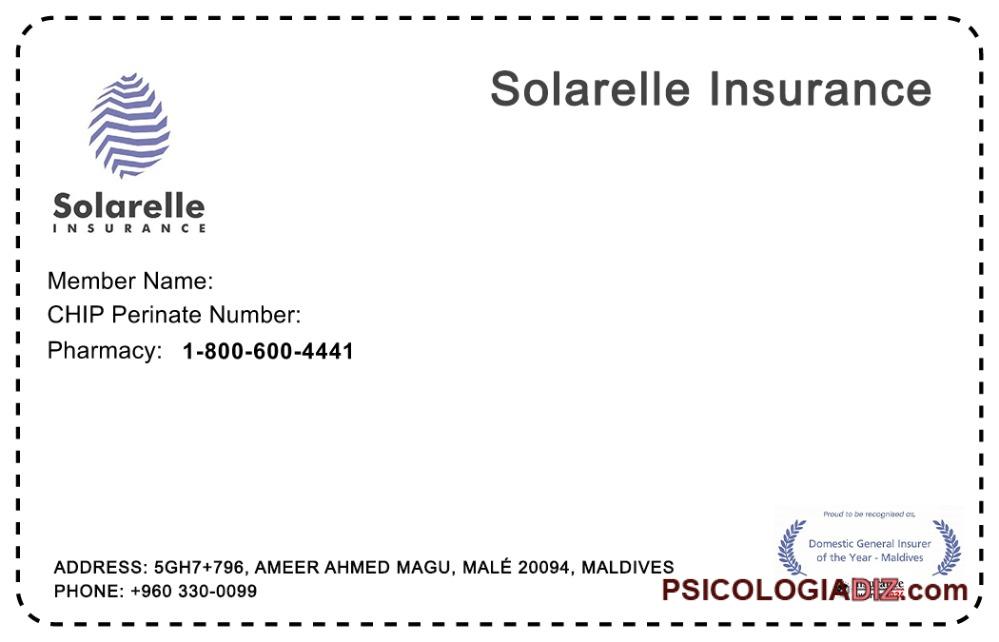 Solarelle Insurance
Solarelle
INSURANCE
Member Name:
CHIP Perinate Number:
Pharmacy: 1-800-600-4441
Proud to be recognised as,
Domestic General Insurer
of the Year - Maldives
ADDRESS: 5GH7+796, AMEER AHMED MAGU, MALÉ 20094, MALDIVES
PHONE: +960 330-0099
PSICOLOGIADIZ.com